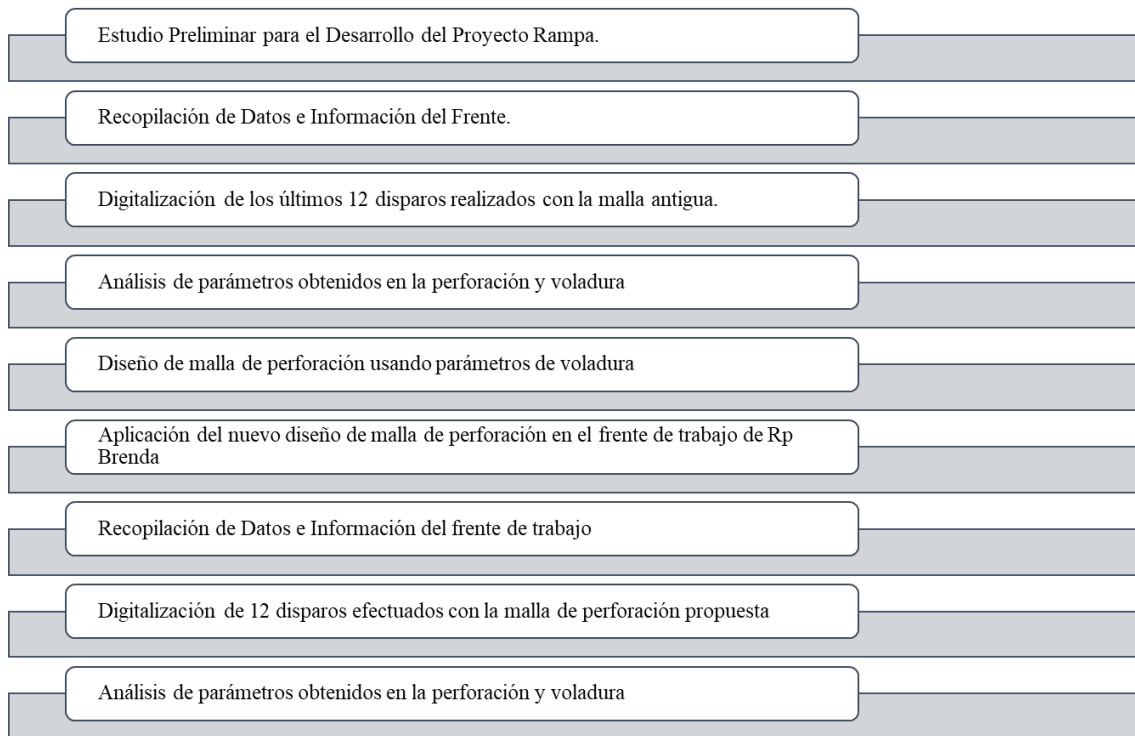 Estudio Preliminar para el Desarrollo del Proyecto Rampa.
Recopilación de Datos e Información del Frente.
Digitalización de los últimos 12 disparos realizados con la malla antigua.
Análisis de parámetros obtenidos en la perforación y voladura
Diseño de malla de perforación usando parámetros de voladura
Aplicación del nuevo diseño de malla de perforación en el frente de trabajo de Rp
Brenda
Recopilación de Datos e Información del frente de trabajo
Digitalización de 12 disparos efectuados con la malla de perforación propuesta
Análisis de parámetros obtenidos en la perforación y voladura